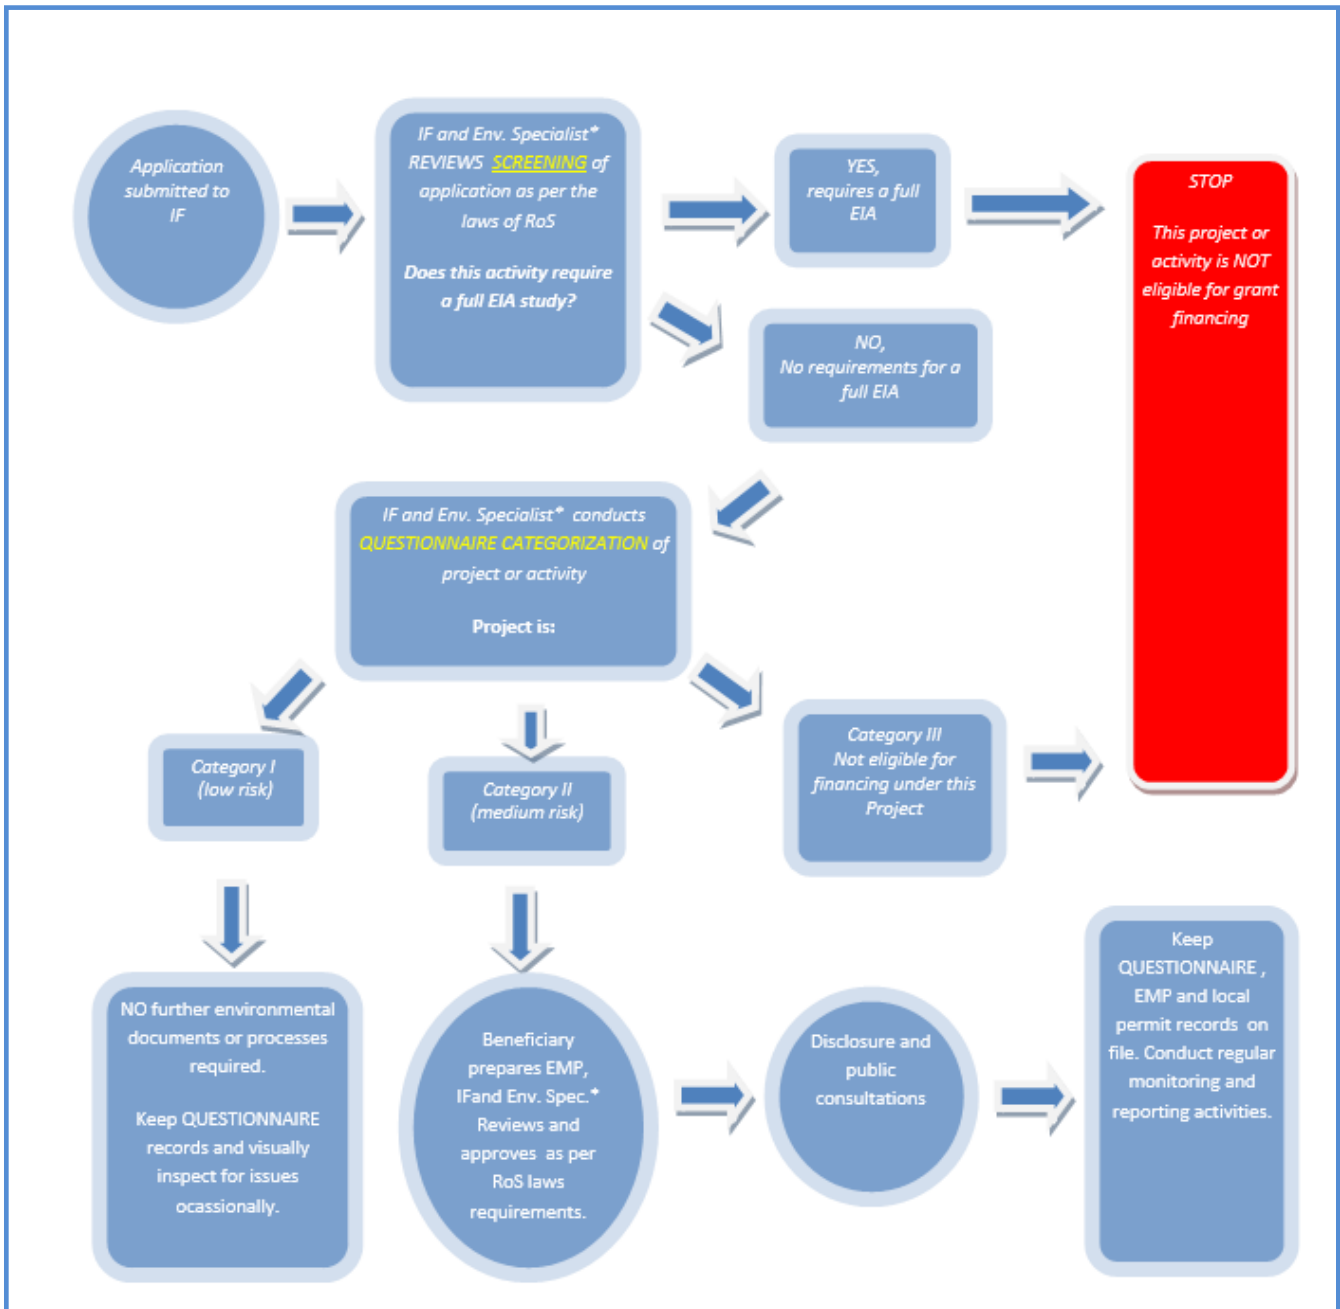 Application
submitted to
IF
IF and Env. Specialist*
REVIEWS SCREENING of
application as per the
laws of RoS
Does this activity require
a full EIA study?
YES,
requires a full
EIA
STOP
This project or
activity is NOT
eligible for grant
financing
NO,
No requirements for a
full EIA
IF and Env. Specialist* conducts
QUESTIONNAIRE CATEGORIZATION of
project or activity
Project is:
Category I
(low risk)
Category II
(medium risk)
Category III
Not eligible for
financing under this
Project
NO further environmental
documents or processes
required.
Keep QUESTIONNAIRE
records and visually
inspect for issues
ocassionally.
Beneficiary
prepares EMP,
IFand Env. Spec.*
Reviews and
approves as per
RoS laws
requirements.
Disclosure and
public
consultations
Keep
QUESTIONNAIRE ,
EMP and local
permit records on
file. Conduct regular
monitoring and
reporting activities.